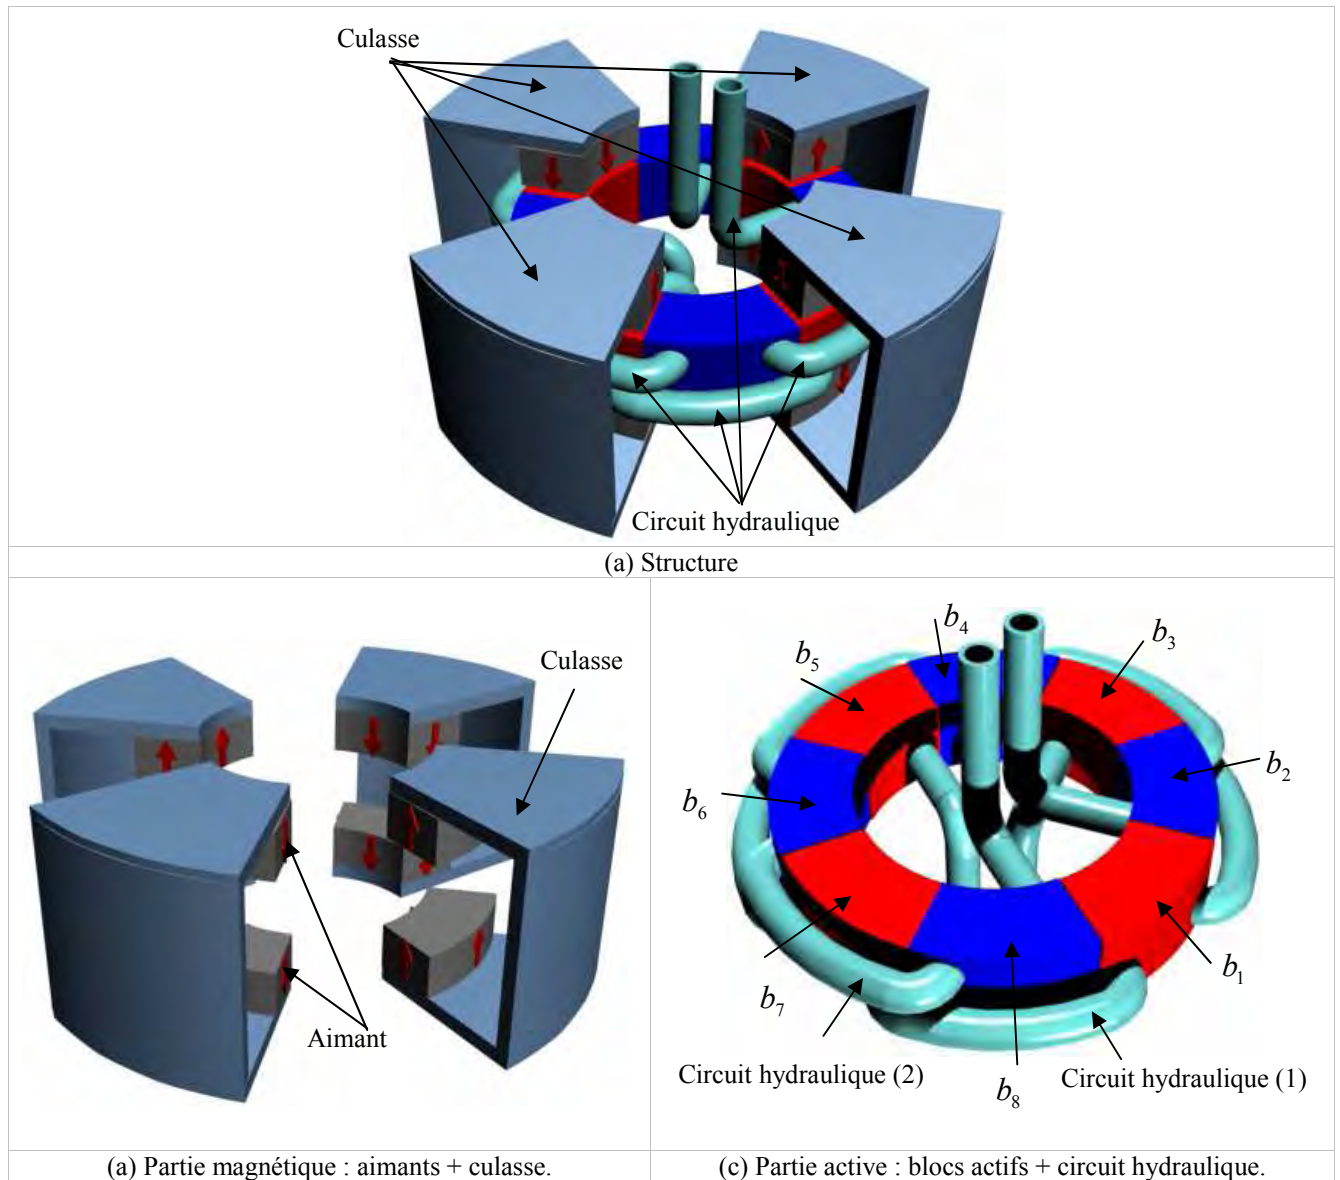 Culasse
Circuit hydraulique
(a) Structure
Culasse
Aimant
(a) Partie magnétique : aimants + culasse.
b4
b3
b5
b2
b6
b1
b7
Circuit hydraulique (2)
Circuit hydraulique (1)
b8
(c) Partie active : blocs actifs + circuit hydraulique.